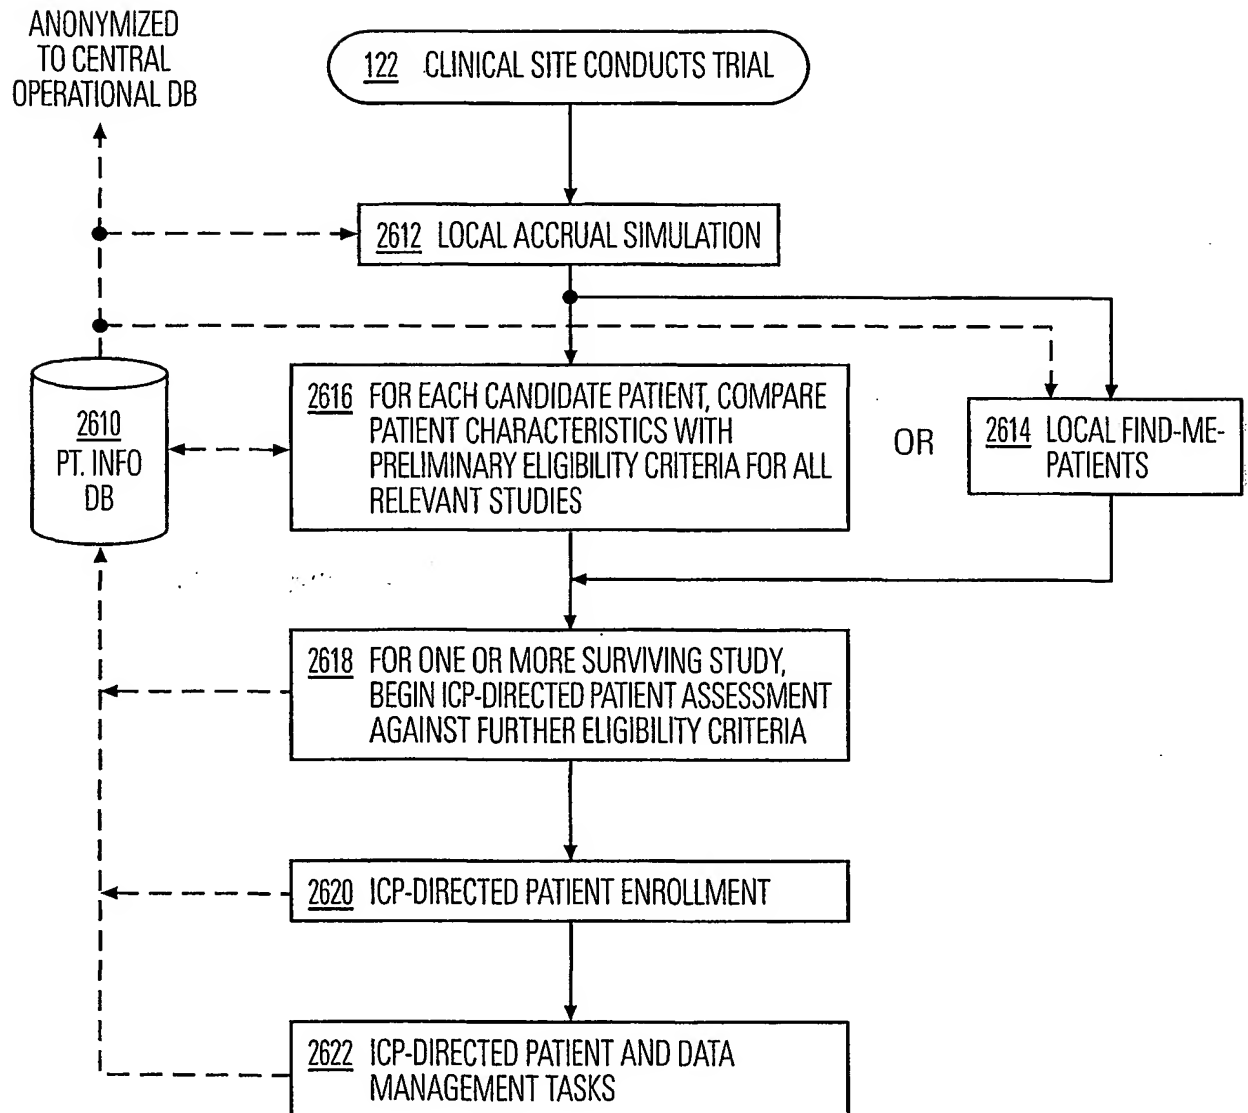 ANONYMIZED
TO CENTRAL
OPERATIONAL DB
122 CLINICAL SITE CONDUCTS TRIAL
2612 LOCAL ACCRUAL SIMULATION
2610
PT. INFO
DB
2616 FOR EACH CANDIDATE PATIENT, COMPARE
PATIENT CHARACTERISTICS WITH
PRELIMINARY ELIGIBILITY CRITERIA FOR ALL
RELEVANT STUDIES
OR
2614 LOCAL FIND-ME-
PATIENTS
2618 FOR ONE OR MORE SURVIVING STUDY,
BEGIN ICP-DIRECTED PATIENT ASSESSMENT
AGAINST FURTHER ELIGIBILITY CRITERIA
2620 ICP-DIRECTED PATIENT ENROLLMENT
2622 ICP-DIRECTED PATIENT AND DATA
MANAGEMENT TASKS